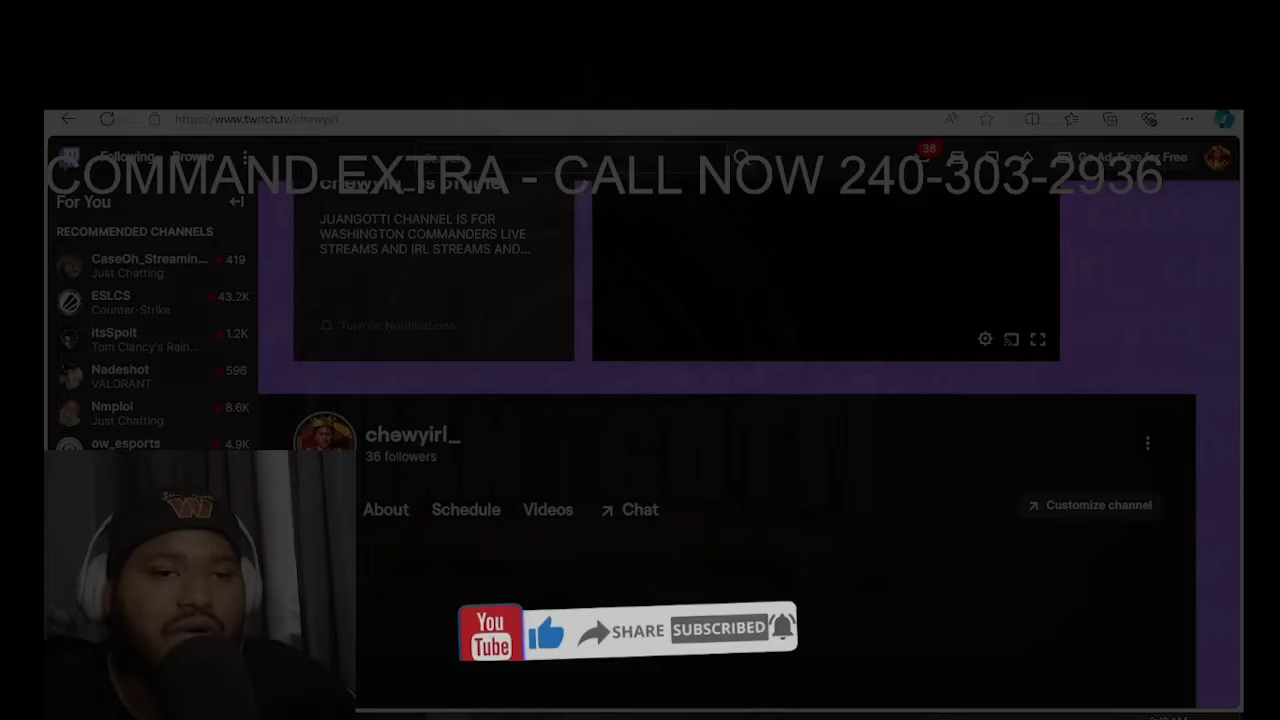 https://www.twitch.tv/chewyirl_
Following Browse
38
Go Ad-Free for Free
COMMAND EXTRA - CALL NOW 240-303-2936
For You
RECOMMENDED CHANNELS
CaseOh_Streamin... 419
Just Chatting
ESLCS 43.2K
Counter-Strike
itsSpoit 1.2K
Tom Clancy's Rain...
Nadeshot 596
VALORANT
Nmplol 8.6K
Just Chatting
ow_esports 4.9K
JUANGOTTI CHANNEL IS FOR
WASHINGTON COMMANDERS LIVE
STREAMS AND IRL STREAMS AND...
Turn on Notifications
chewyirl_
36 followers
About Schedule Videos Chat
Customize channel
You
Tube
SHARE SUBSCRIBED